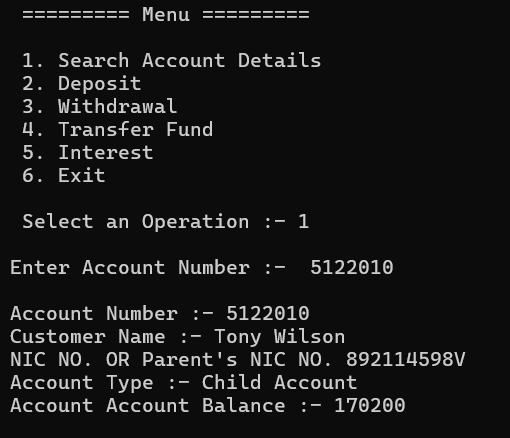 ========= Menu =========
1. Search Account Details
2. Deposit
3. Withdrawal
4. Transfer Fund
5. Interest
6. Exit
Select an Operation :- 1
Enter Account Number :-  5122010
Account Number :- 5122010
Customer Name :- Tony Wilson
NIC NO. OR Parent's NIC NO. 892114598V
Account Type :- Child Account
Account Account Balance :- 170200